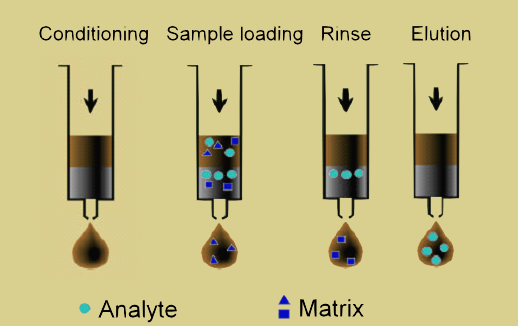 Conditioning Sample loading Rinse Elution
Analyte Matrix